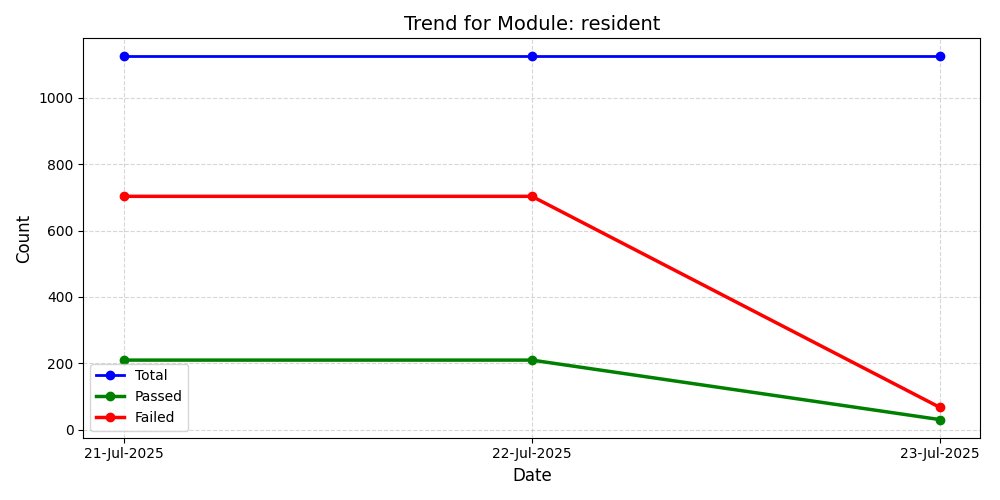 Trend for Module: resident
Count
1000
800
600
400
200
0
Total
Passed
Failed
21-Jul-2025
22-Jul-2025
23-Jul-2025
Date